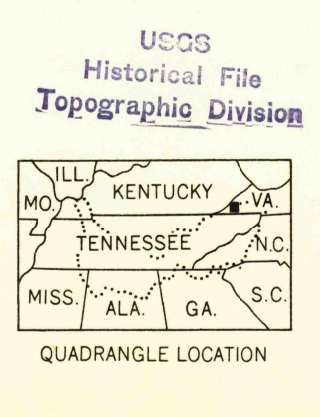 USGS
Historical File
Topographic Division
ILL.
MO.
KENTUCKY
VA.
TENNESSEE
N.C.
MISS.
ALA.
GA.
S.C.
QUADRANGLE LOCATION